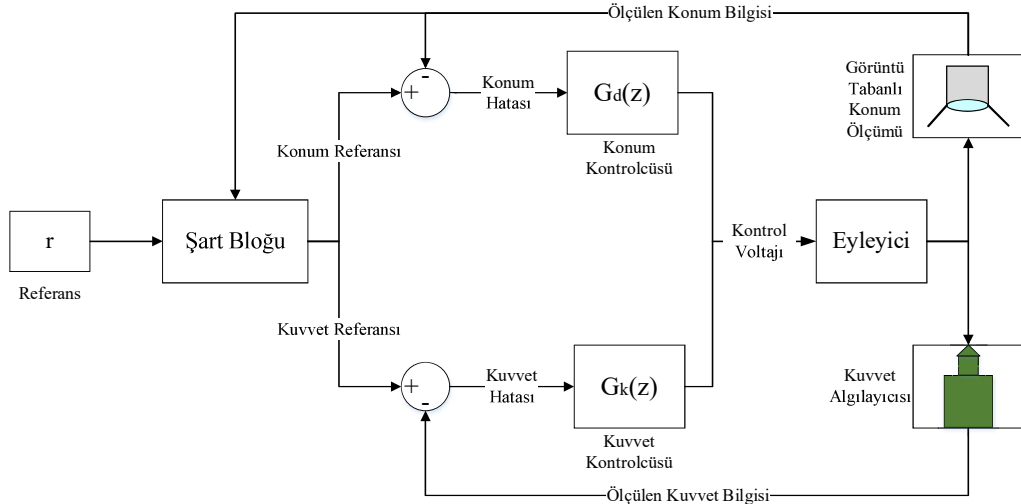 Ölçülen Konum Bilgisi
-
+
Konum
Hatası
Gd(z)
Konum
Kontrolcüsü
Görüntü
Tabanlı
Konum
Ölçümü
Konum Referansı
r
Referans
Şart Bloğu
Kontrol
Voltajı
Eyleyici
Kuvvet Referansı
+
-
Kuvvet
Hatası
Gk(z)
Kuvvet
Kontrolcüsü
Kuvvet
Algılayıcısı
Ölçülen Kuvvet Bilgisi